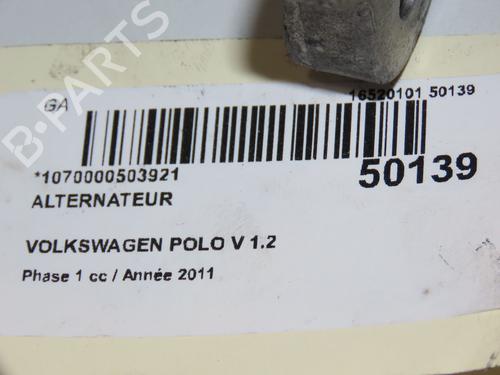 GA
16520101 50139
*1070000503921
50139
ALTERNATEUR
VOLKSWAGEN POLO V 1.2
Phase 1 cc / Année 2011
B-PARTS